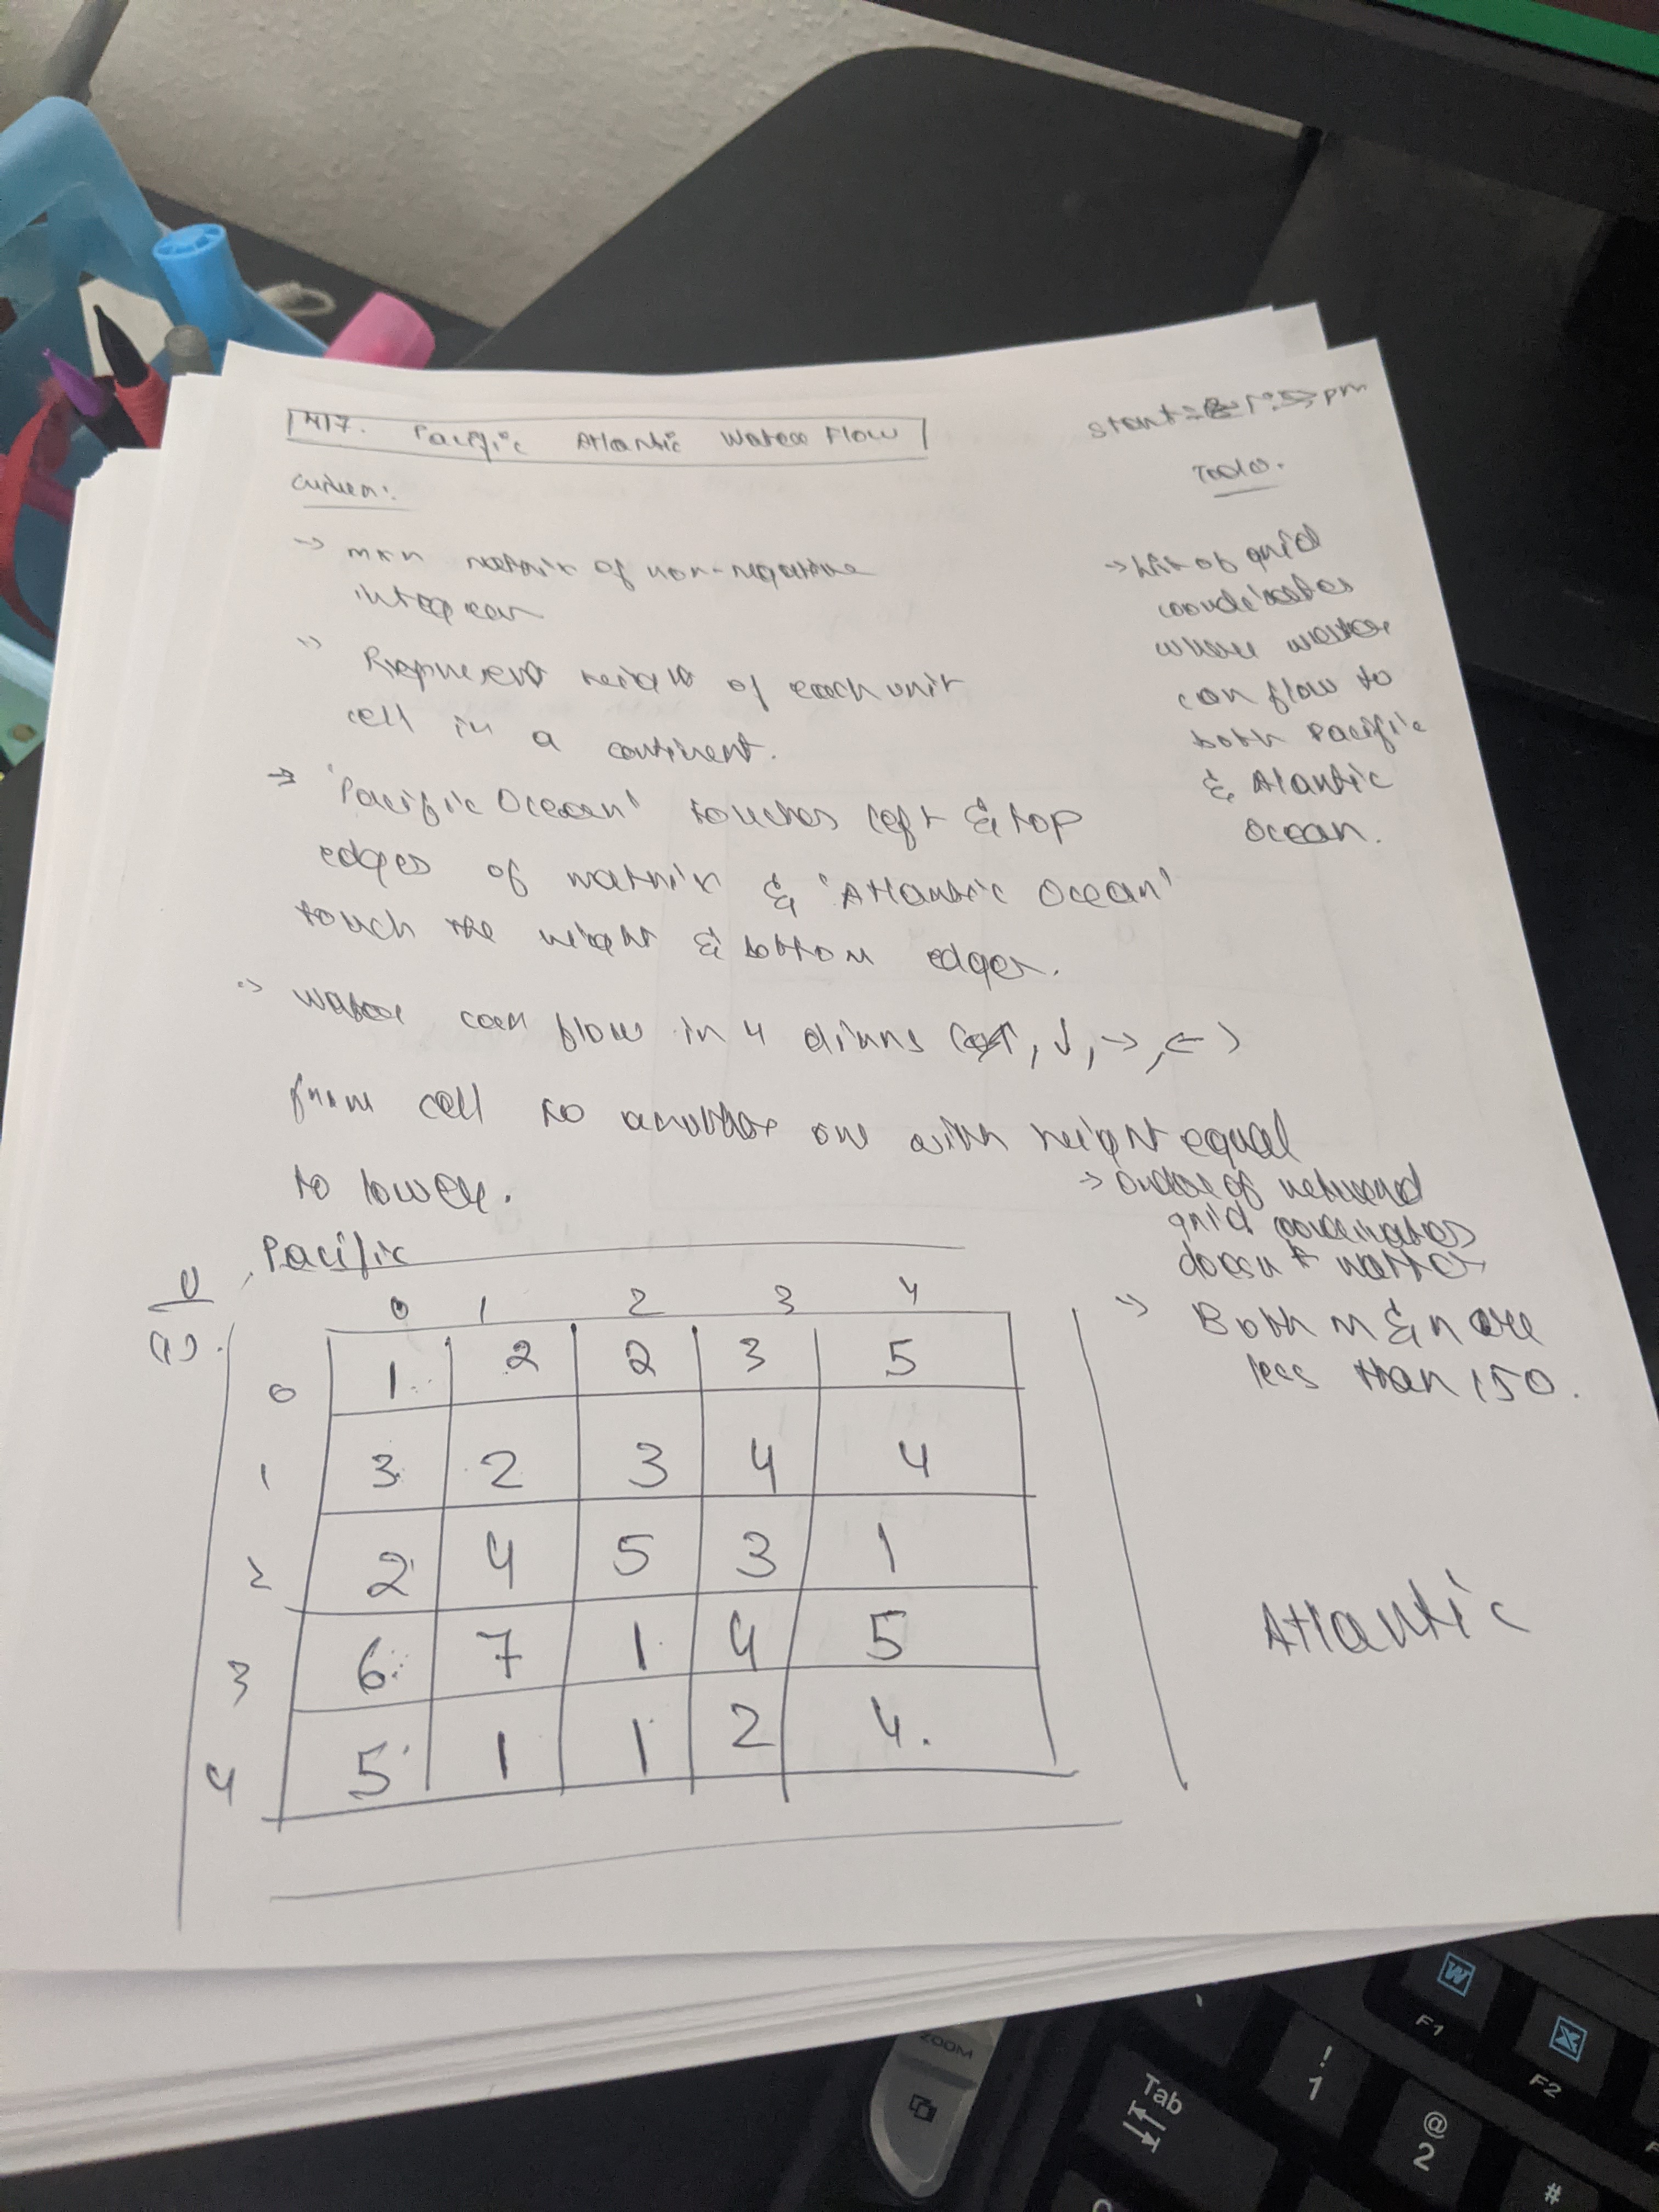 417. Pacific Atlantic Water Flow
start = 1:5 pm
Given:
→ mxn matrix of non-negative
integer
→ Represent height of each unit
cell in a continent.
→ 'Pacific Ocean' touches left & top
edges of matrix & 'Atlantic Ocean'
touch the right & bottom edges.
→ Water can flow in 4 dirns (↑, ↓, →, ←)
from cell to another one with height equal
to lower.
Todo.
→ List of grid
coordinates
where water
can flow to
both Pacific
& Alantic
Ocean.
→ Order of returned
grid coordinates
doesn't matter
→ Both m & n are
less than 150.
Pacific
0 1 2 3 4
(1).
0 1 2 2 3 5
1 3 2 3 4 4
2 2 4 5 3 1
3 6 7 1 4 5
4 5 1 1 2 4.
Atlantic
ZOOM
Tab
F1
F2
W
X
!
1
@
2
#